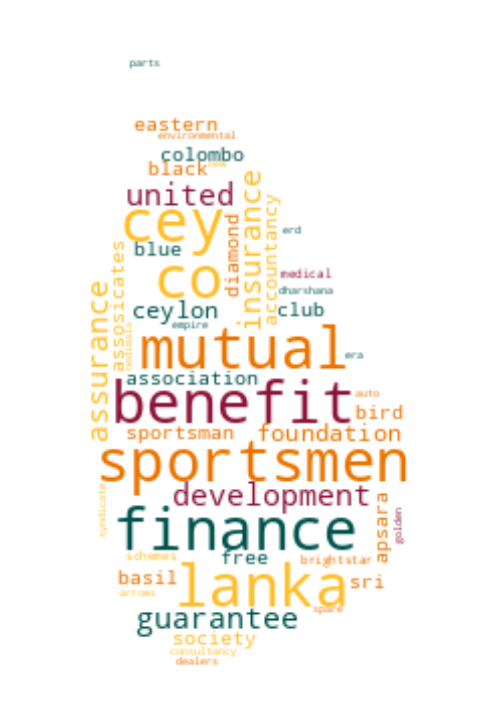 parts
eastern
environmental
colombo
black
new
united
insurance
cey
accountancy
diamond
erd
blue
co
medical
dharshana
assosicates
assurance
ceylon
club
empire
nedimala
mutual
era
association
benefit
auto
bird
sportsman
foundation
sportsmen
development
syndicate
apsara
golden
finance
schemes
free
brightstar
basil
lanka
sri
arrows
spare
guarantee
society
consultancy
dealers